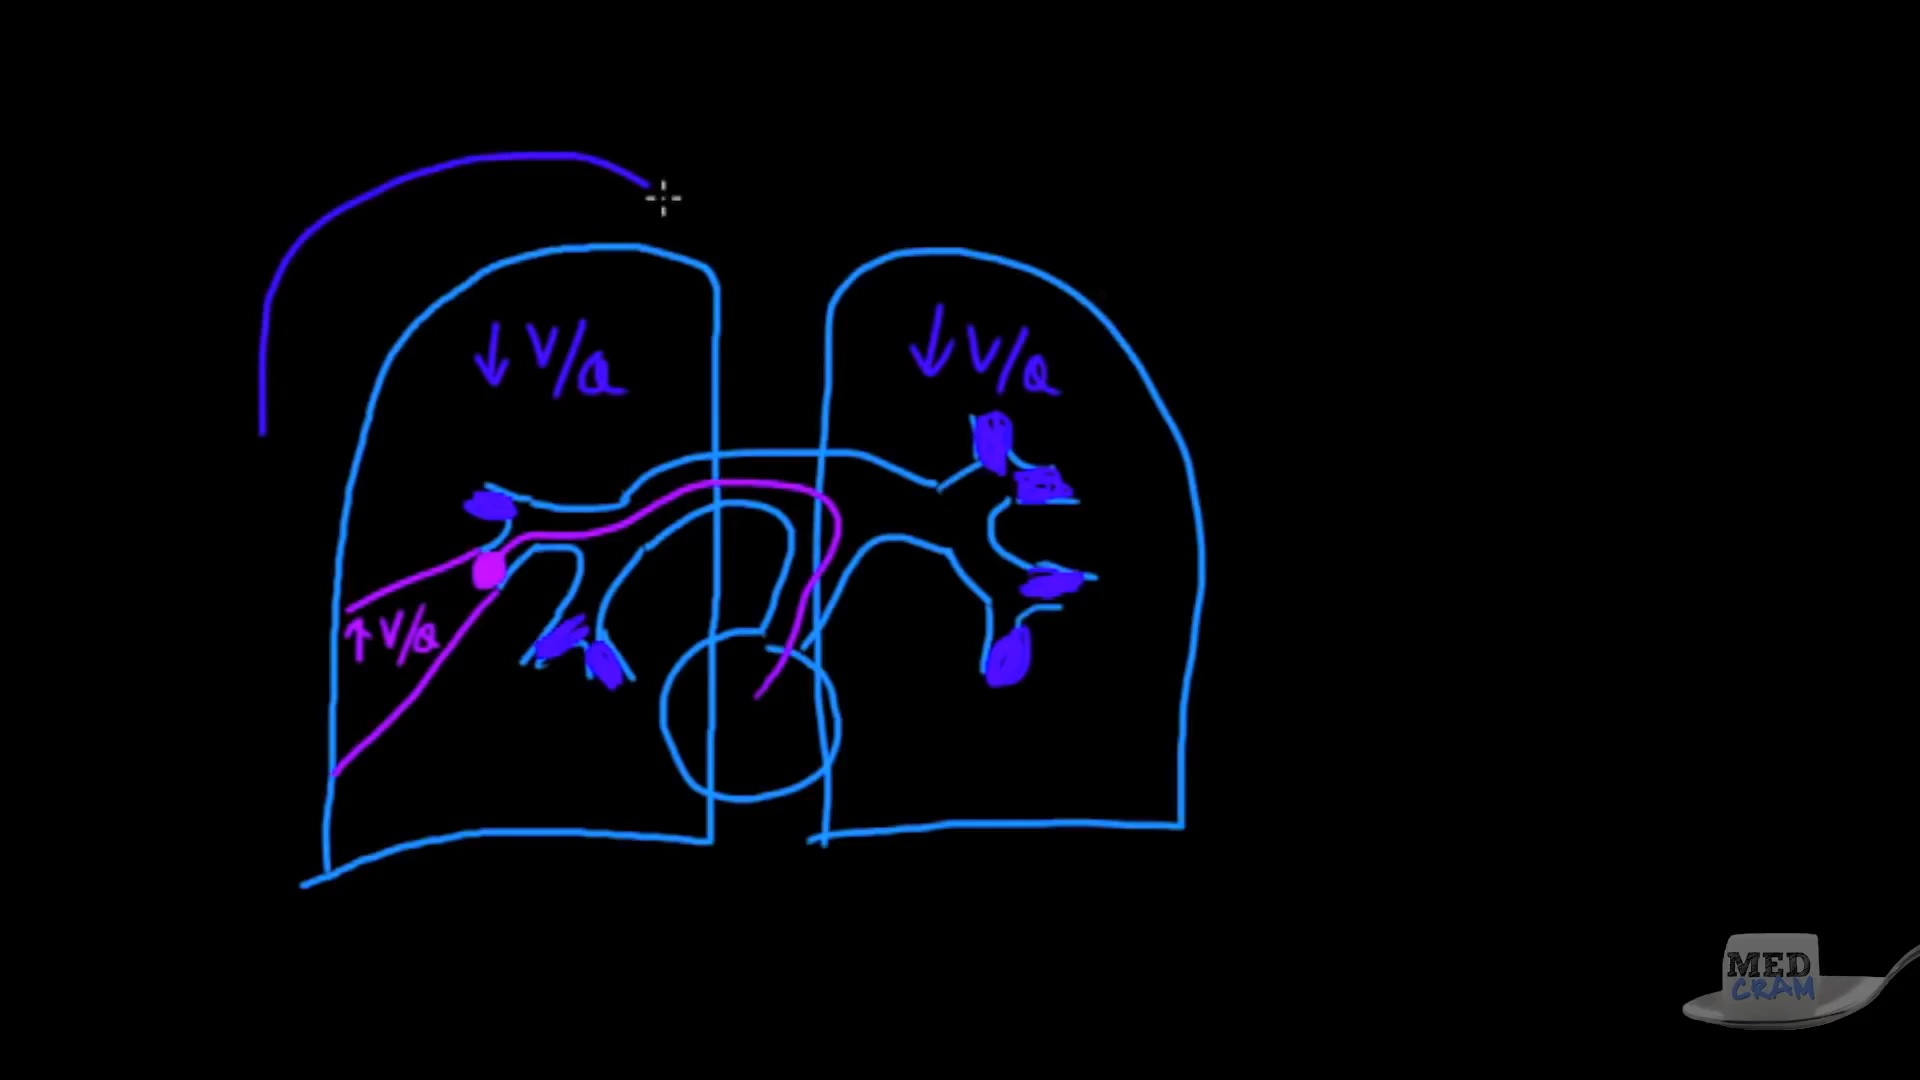 ↓ V/Q
↓ V/Q
↑ V/Q
MED
CRAM